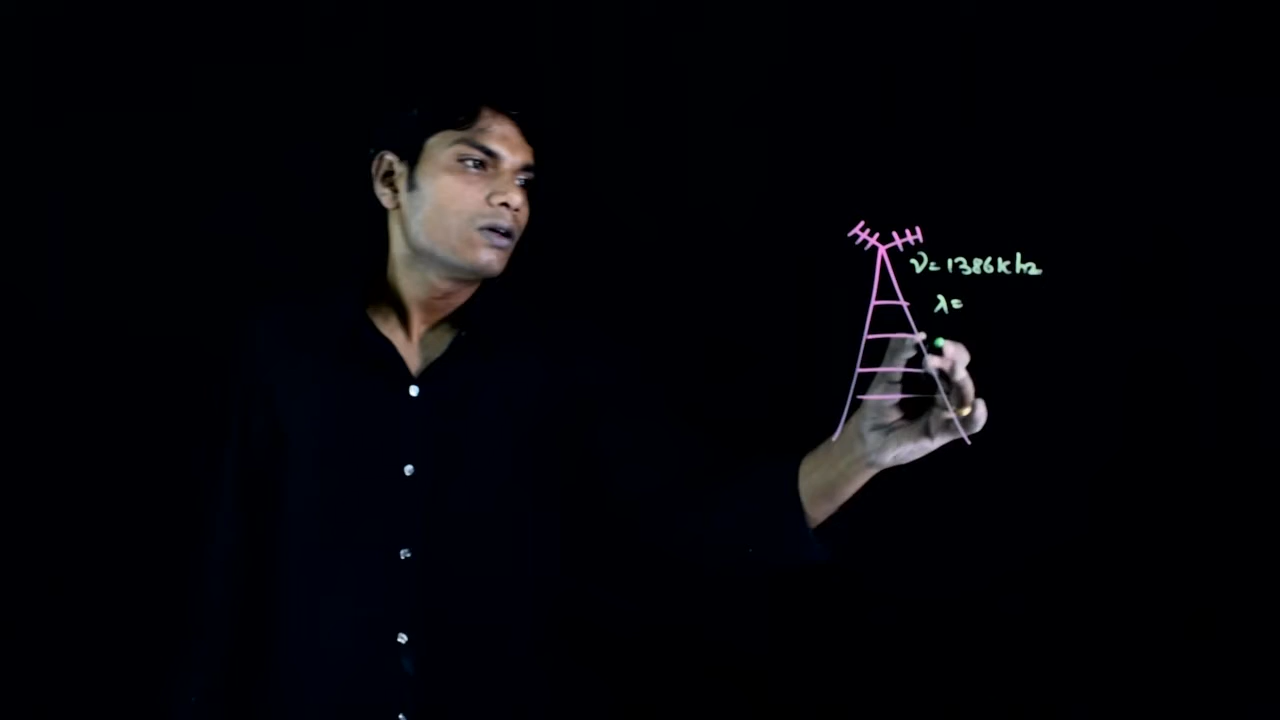 ν = 1386 khz
λ =